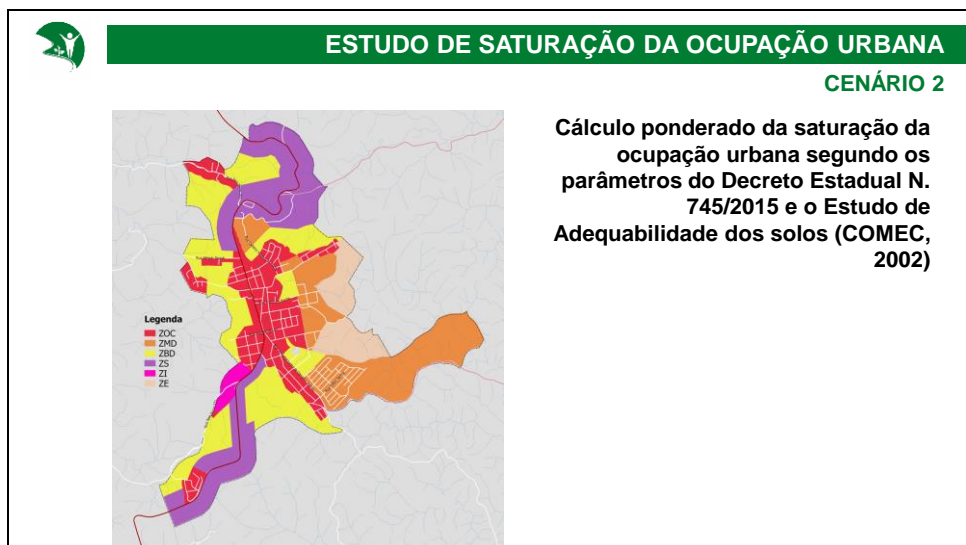 ESTUDO DE SATURAÇÃO DA OCUPAÇÃO URBANA
CENÁRIO 2
Cálculo ponderado da saturação da
ocupação urbana segundo os
parâmetros do Decreto Estadual N.
745/2015 e o Estudo de
Adequabilidade dos solos (COMEC,
2002)
Legenda
ZOC
ZMD
ZBD
ZS
ZI
ZE